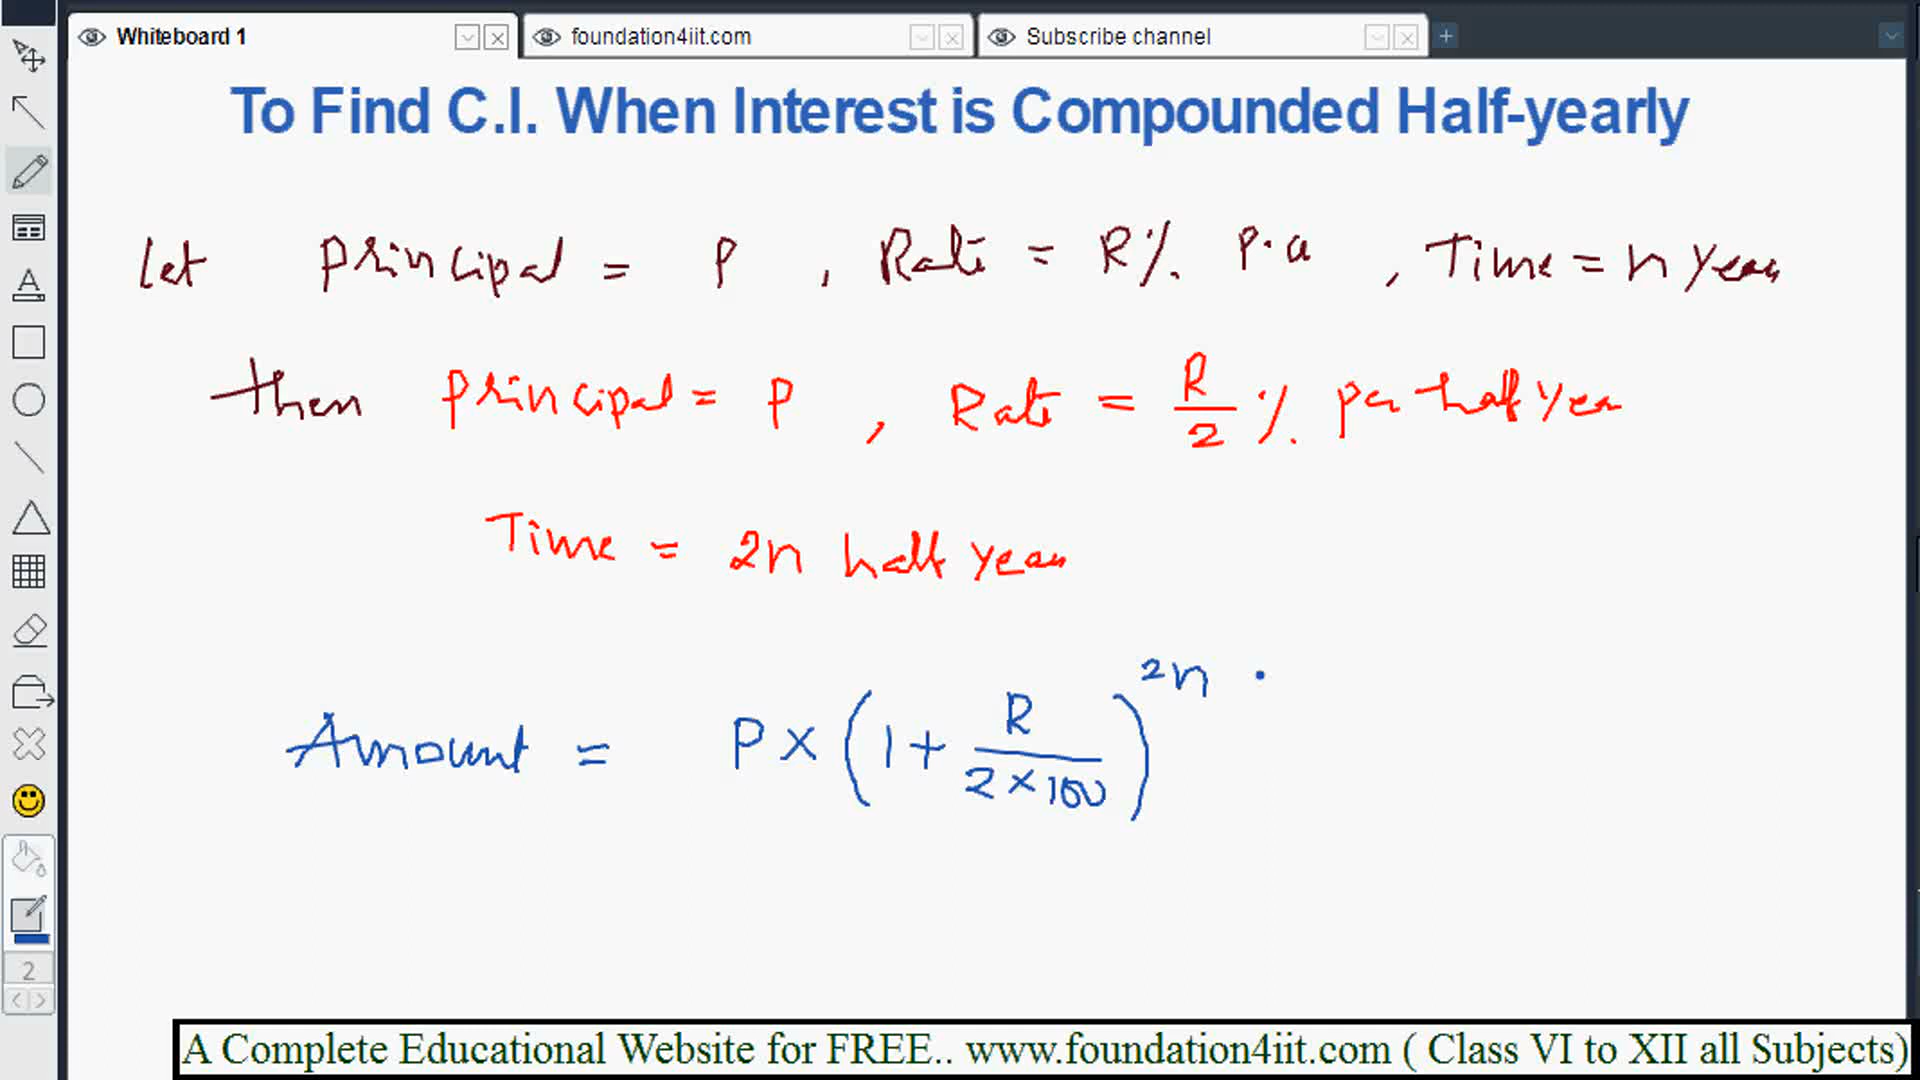 Whiteboard 1 foundation4iit.com Subscribe channel
To Find C.I. When Interest is Compounded Half-yearly
Let Principal = P , Rate = R% P.a , Time = n Years
then Principal = P , Rate = R/2 % per half year
Time = 2n half years
Amount = P × (1 + R/(2×100))^2n .
2
A Complete Educational Website for FREE.. www.foundation4iit.com ( Class VI to XII all Subjects)